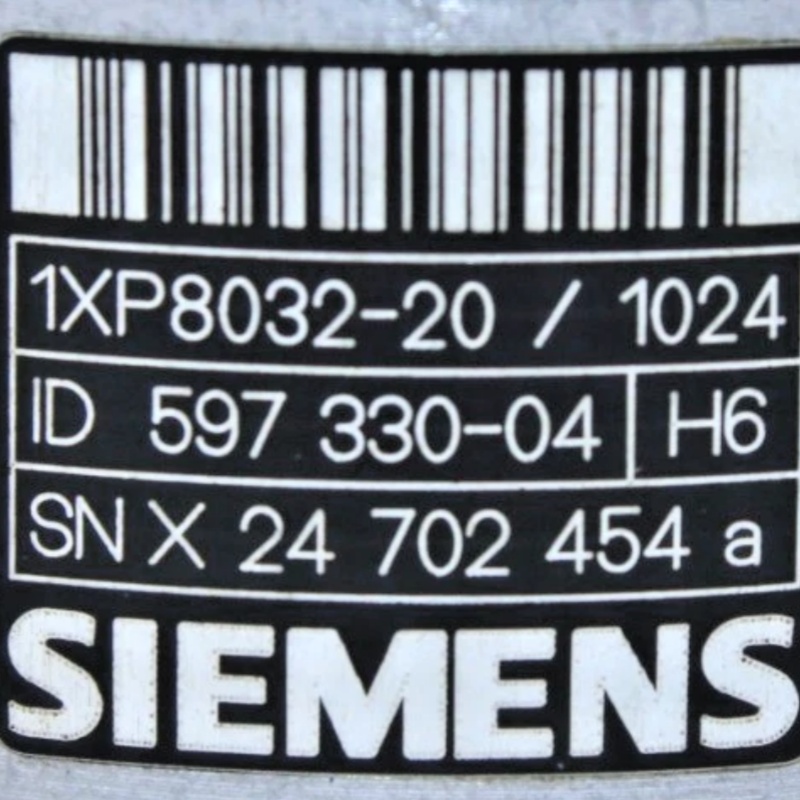 1XP8032-20 / 1024
ID 597 330-04 H6
SN X 24 702 454 a
SIEMENS